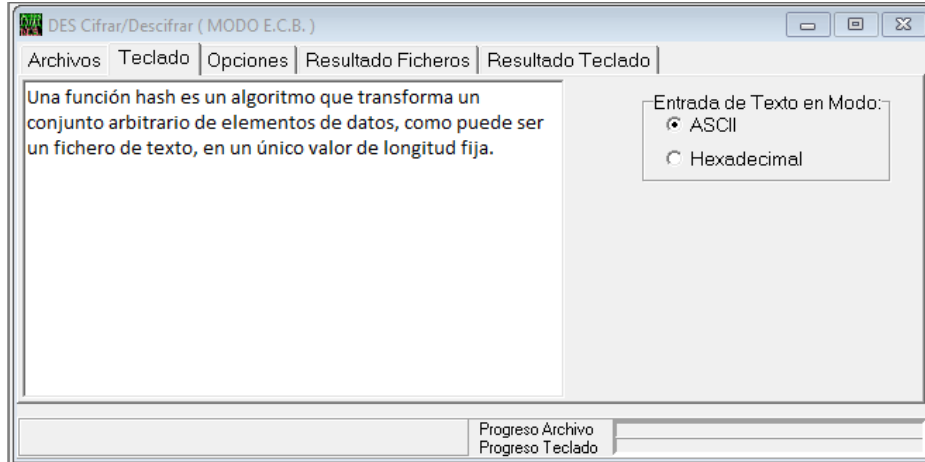 DES Cifrar/Descifrar ( MODO E.C.B. )
Archivos Teclado Opciones Resultado Ficheros Resultado Teclado
Una función hash es un algoritmo que transforma un
conjunto arbitrario de elementos de datos, como puede ser
un fichero de texto, en un único valor de longitud fija.
Entrada de Texto en Modo:
ASCII
Hexadecimal
Progreso Archivo
Progreso Teclado